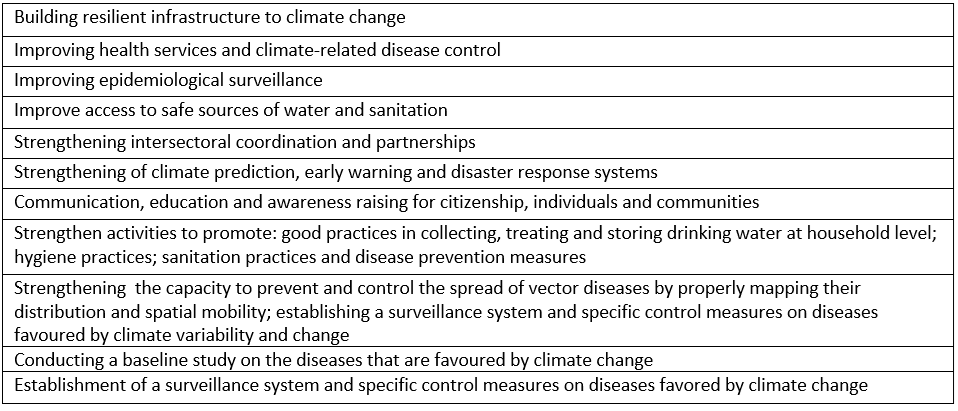 Building resilient infrastructure to climate change
Improving health services and climate-related disease control
Improving epidemiological surveillance
Improve access to safe sources of water and sanitation
Strengthening intersectoral coordination and partnerships
Strengthening of climate prediction, early warning and disaster response systems
Communication, education and awareness raising for citizenship, individuals and communities
Strengthen activities to promote: good practices in collecting, treating and storing drinking water at household level;
hygiene practices; sanitation practices and disease prevention measures
Strengthening  the capacity to prevent and control the spread of vector diseases by properly mapping their
distribution and spatial mobility; establishing a surveillance system and specific control measures on diseases
favoured by climate variability and change
Conducting a baseline study on the diseases that are favoured by climate change
Establishment of a surveillance system and specific control measures on diseases favored by climate change